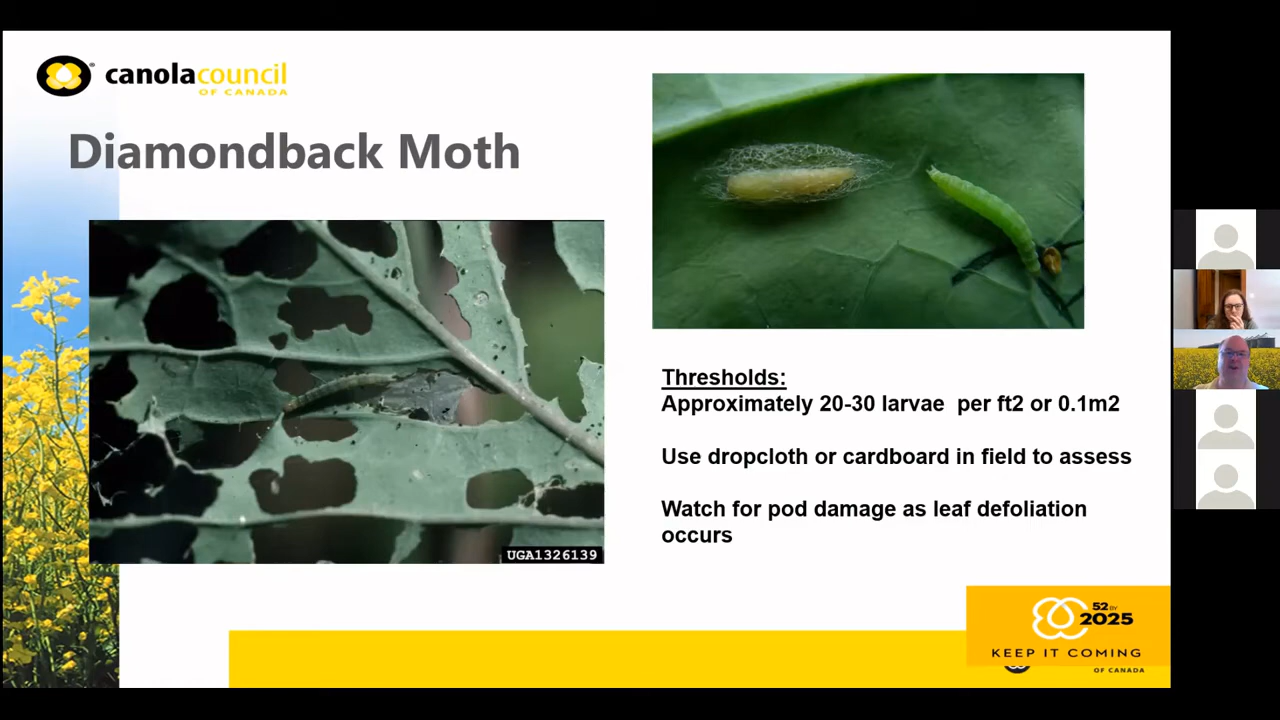 canolacouncil
OF CANADA
Diamondback Moth
UGA1326139
Thresholds:
Approximately 20-30 larvae per ft2 or 0.1m2
Use dropcloth or cardboard in field to assess
Watch for pod damage as leaf defoliation
occurs
52 BY
2025
KEEP IT COMING
OF CANADA